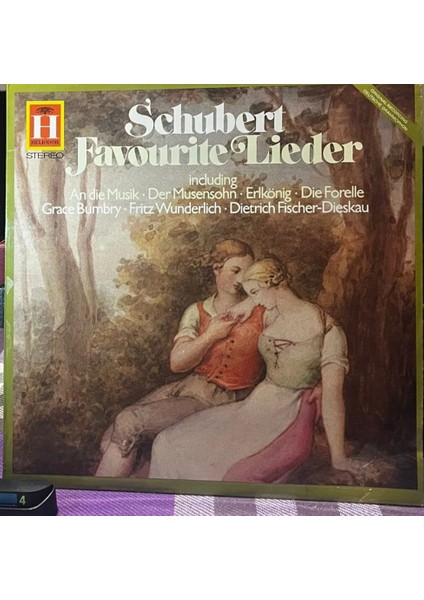 Schubert
Favourite Lieder
including
An die Musik · Der Musensohn · Erlkönig · Die Forelle
Grace Bumbry · Fritz Wunderlich · Dietrich Fischer-Dieskau
H
HELIODOR
STEREO
4